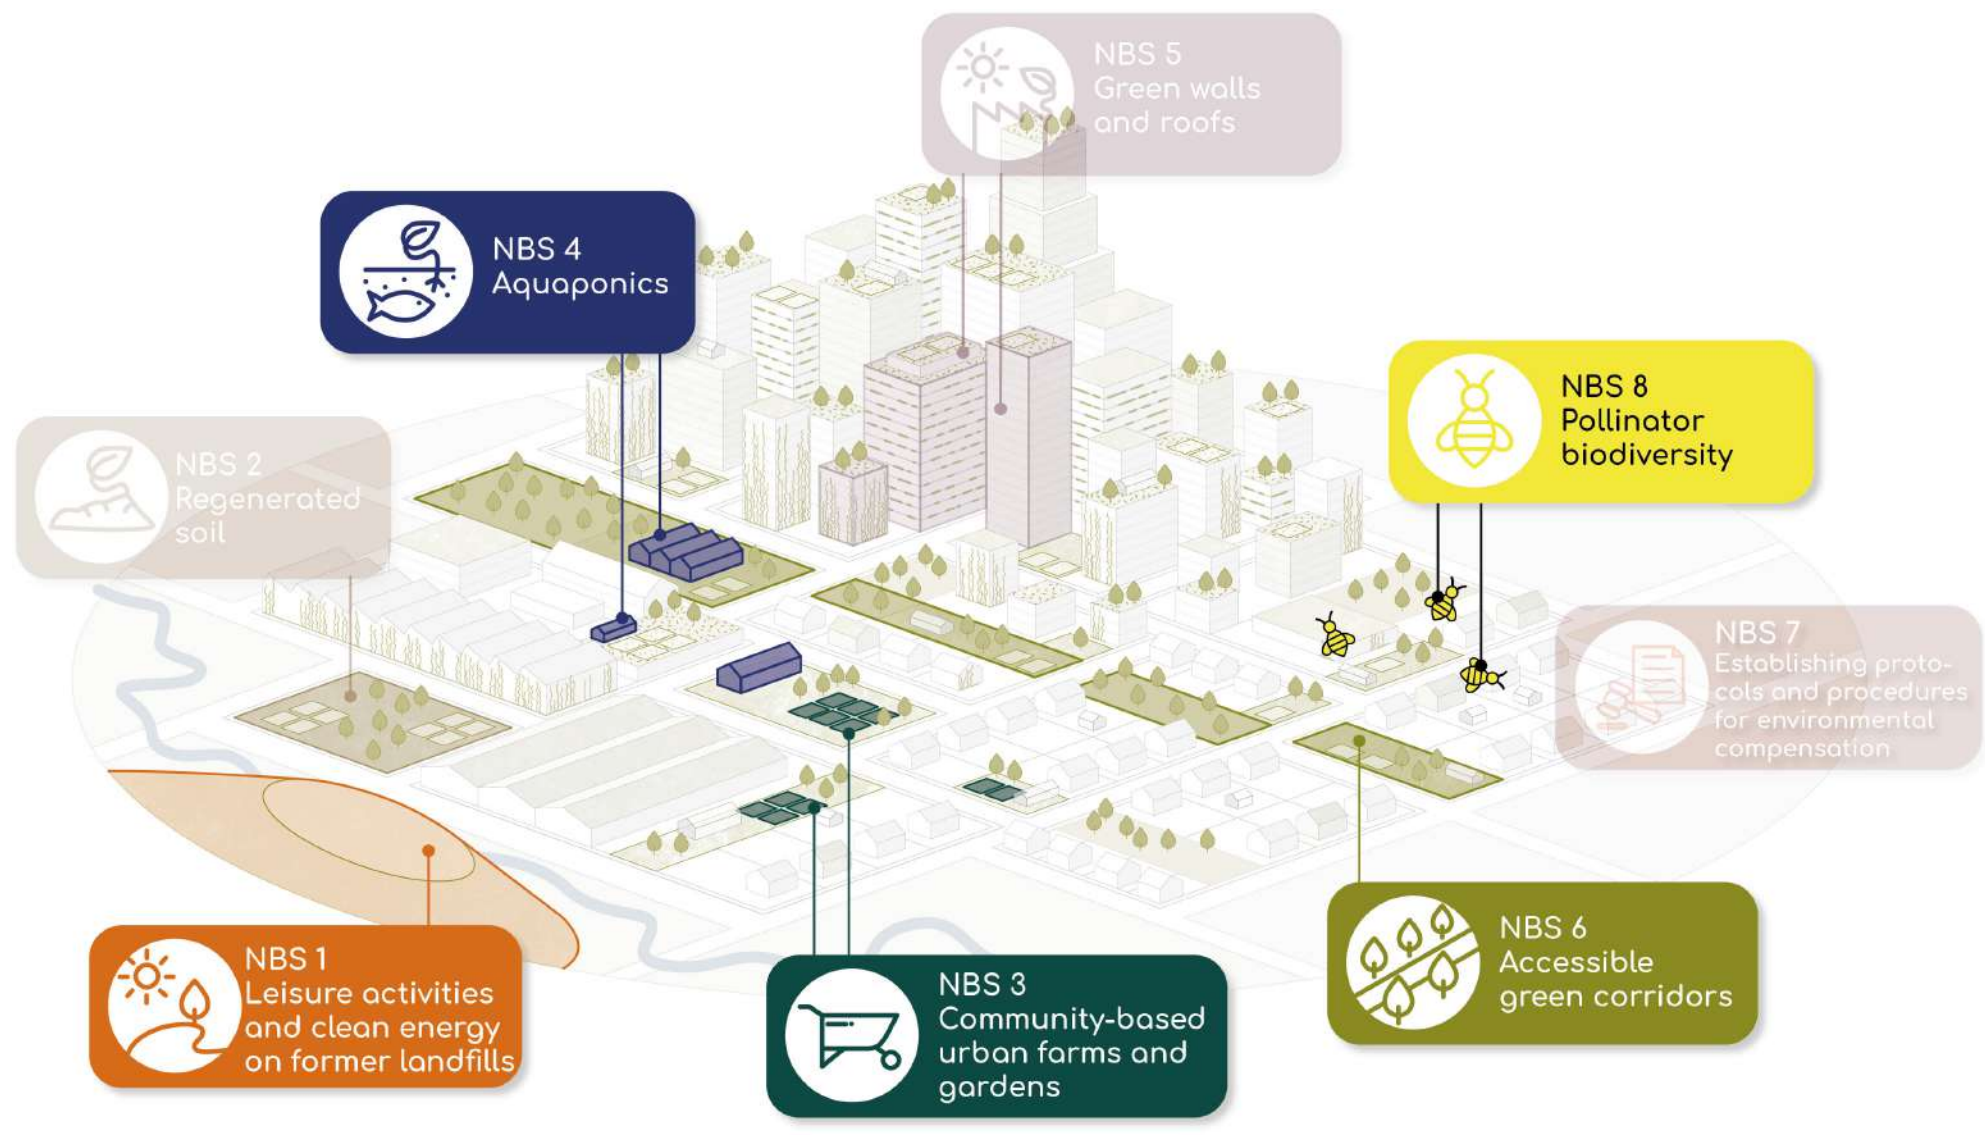 NBS 5
Green walls
and roofs
NBS 4
Aquaponics
NBS 8
Pollinator
biodiversity
NBS 2
Regenerated
soil
NBS 7
Establishing proto-
cols and procedures
for environmental
compensation
NBS 1
Leisure activities
and clean energy
on former landfills
NBS 3
Community-based
urban farms and
gardens
NBS 6
Accessible
green corridors